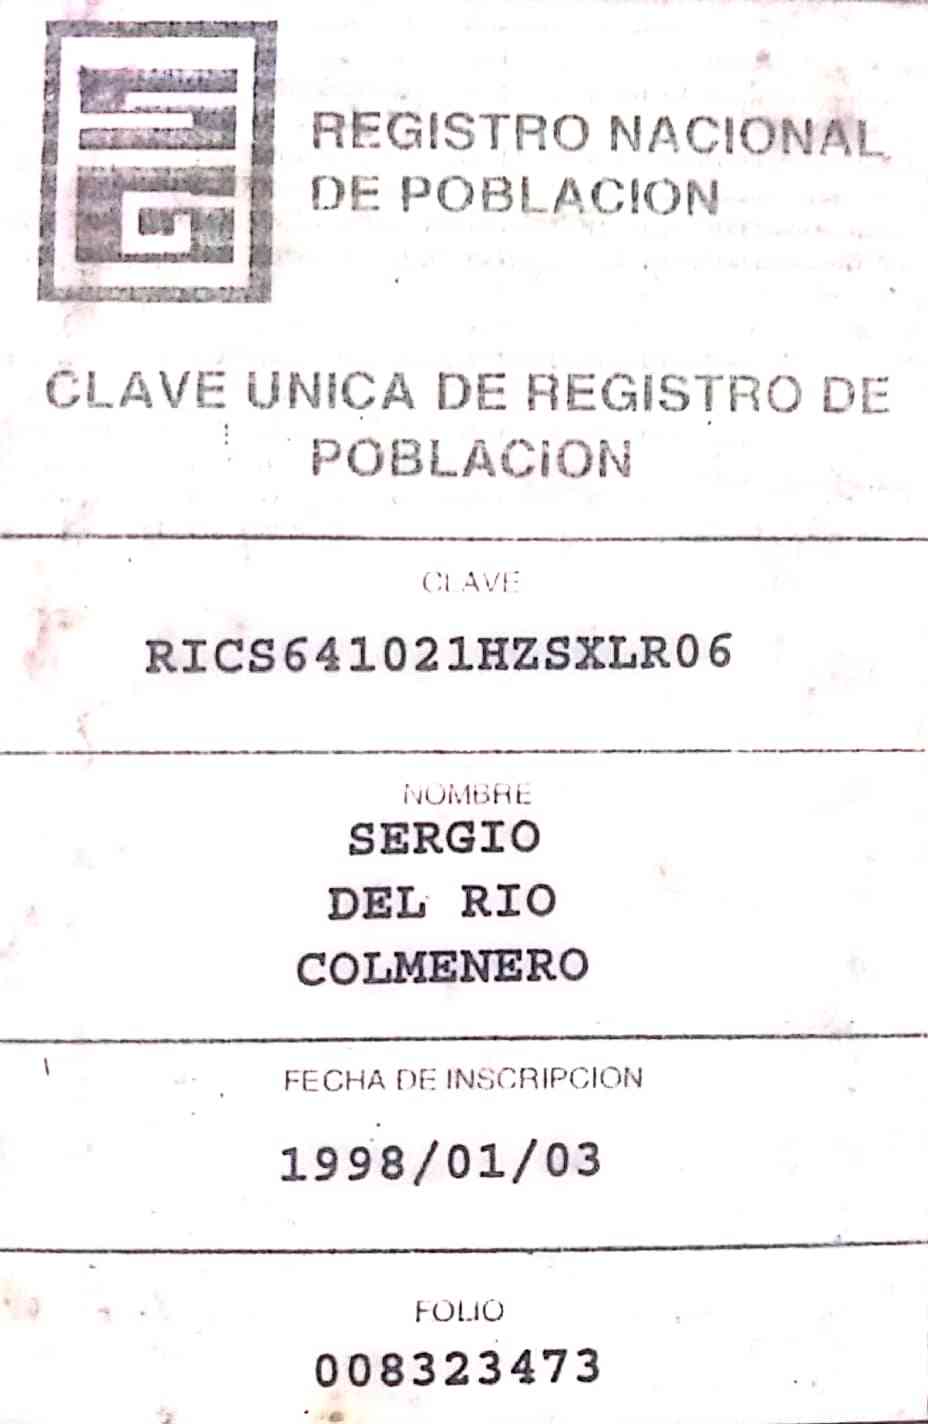 REGISTRO NACIONAL
DE POBLACION
CLAVE UNICA DE REGISTRO DE
POBLACION
CLAVE
RICS641021HZSXLR06
NOMBRE
SERGIO
DEL RIO
COLMENERO
FECHA DE INSCRIPCION
1998/01/03
FOLIO
008323473